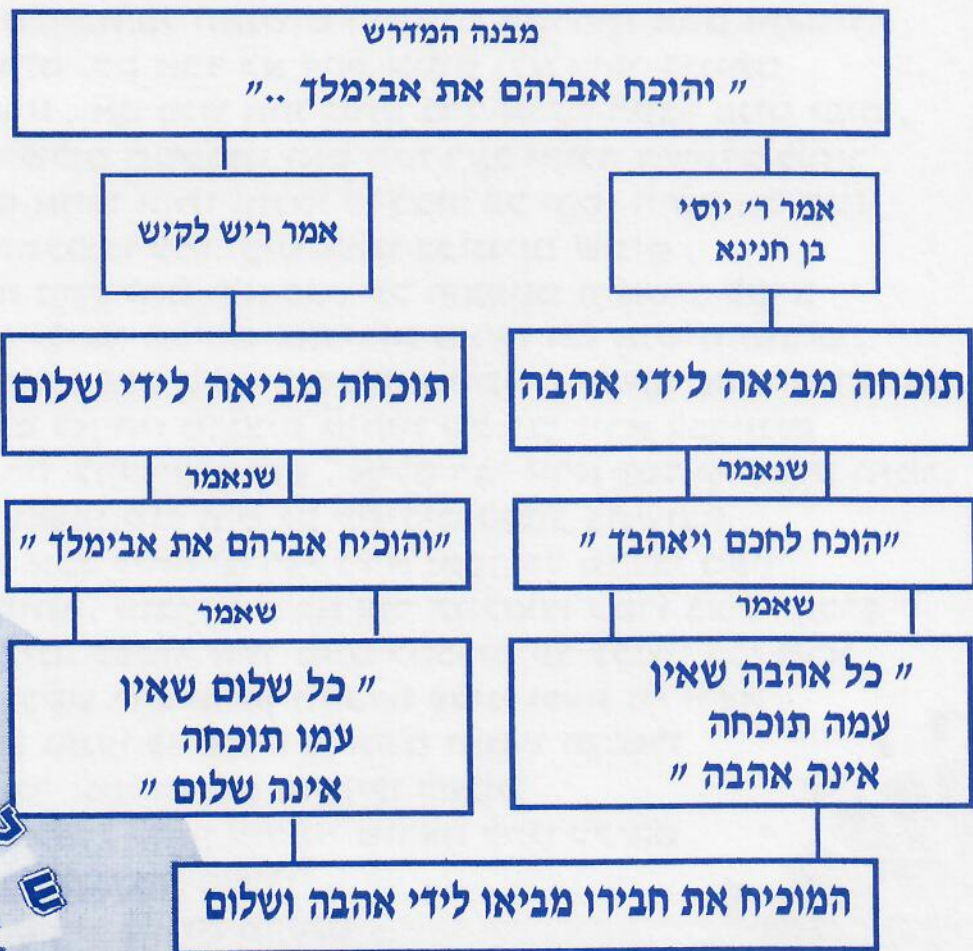 מבנה המדרש
״ והוכח אברהם את אבימלך ..״
אמר ר׳ יוסי
בן חנינא
אמר ריש לקיש
תוכחה מביאה לידי אהבה
תוכחה מביאה לידי שלום
שנאמר
שנאמר
״הוכח לחכם ויאהבך ״
״והוכיח אברהם את אבימלך ״
שאמר
שאמר
״ כל אהבה שאין
עמה תוכחה
אינה אהבה ״
״ כל שלום שאין
עמו תוכחה
אינה שלום ״
המוכיח את חבירו מביאו לידי אהבה ושלום